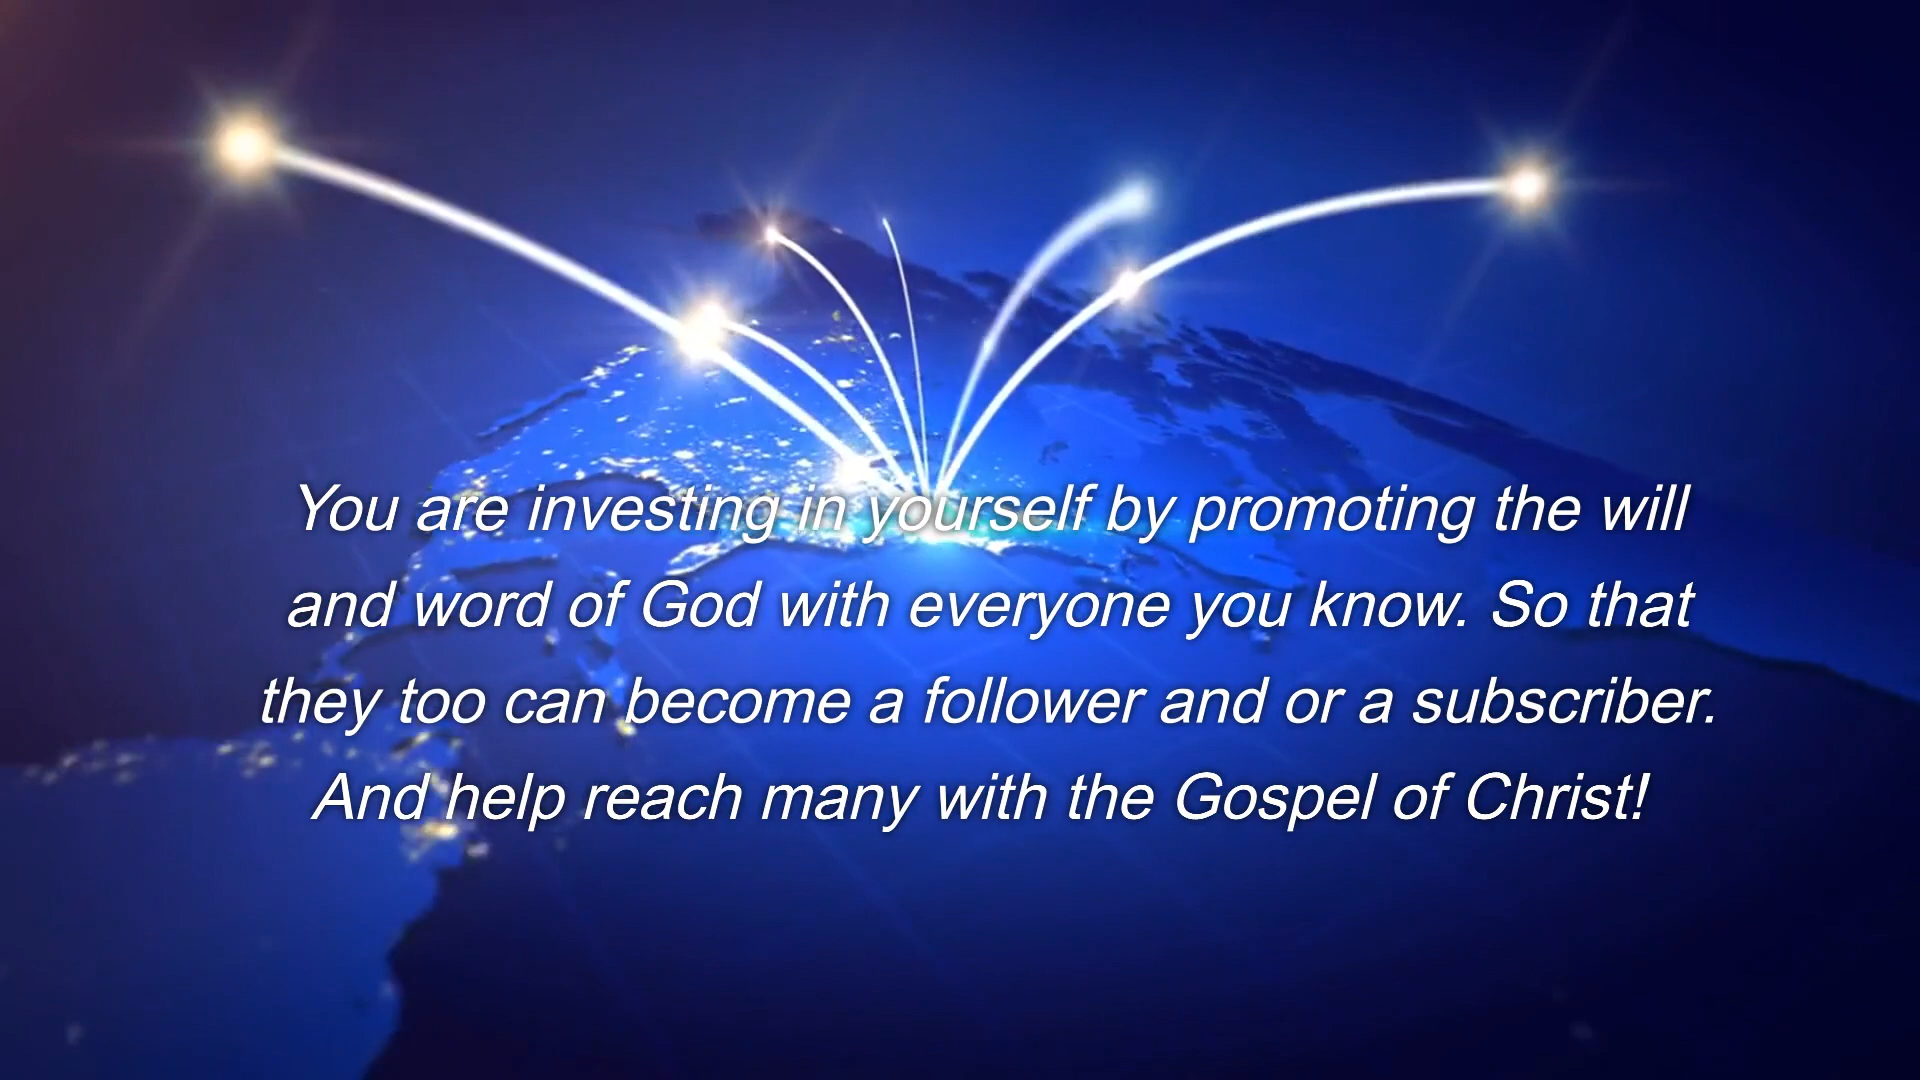 You are investing in yourself by promoting the will
and word of God with everyone you know. So that
they too can become a follower and or a subscriber.
And help reach many with the Gospel of Christ!